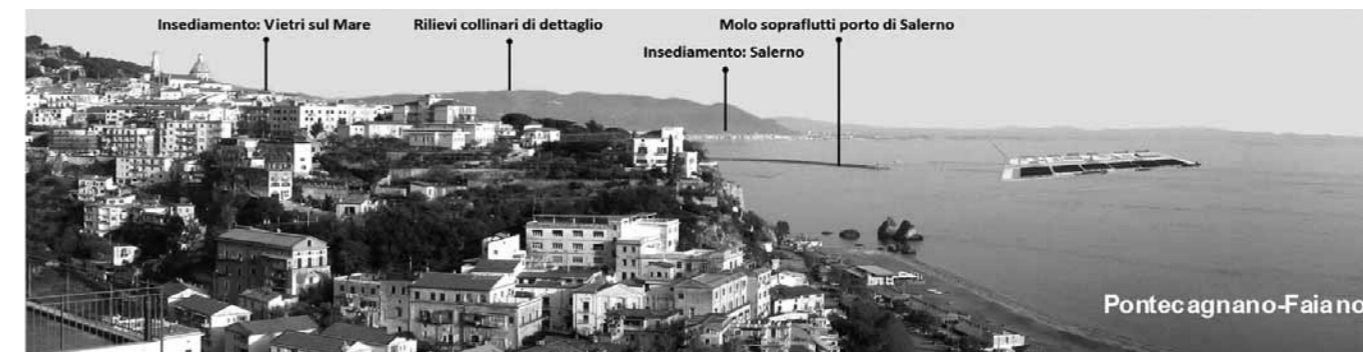 Insediamento: Vietri sul Mare
Rilievi collinari di dettaglio
Molo sopraflutti porto di Salerno
Insediamento: Salerno
Pontecagnano-Faiano